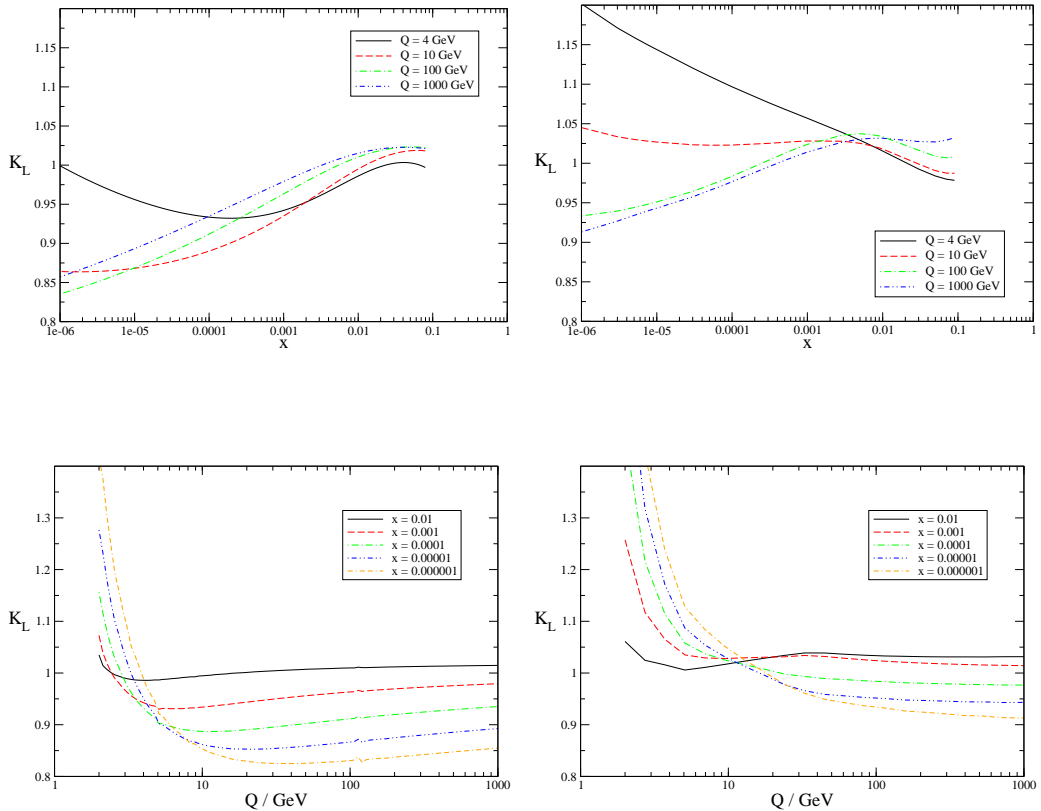 1.15
1.1
1.05
1
0.95
0.9
0.85
0.8
K_L
1e-06 1e-05 0.0001 0.001 0.01 0.1 1
x
Q = 4 GeV
Q = 10 GeV
Q = 100 GeV
Q = 1000 GeV
1.15
1.1
1.05
1
0.95
0.9
0.85
0.8
K_L
1e-06 1e-05 0.0001 0.001 0.01 0.1 1
x
Q = 4 GeV
Q = 10 GeV
Q = 100 GeV
Q = 1000 GeV
1.3
1.2
1.1
1
0.9
0.8
K_L
1 10 100 1000
Q / GeV
x = 0.01
x = 0.001
x = 0.0001
x = 0.00001
x = 0.000001
1.3
1.2
1.1
1
0.9
0.8
K_L
1 10 100 1000
Q / GeV
x = 0.01
x = 0.001
x = 0.0001
x = 0.00001
x = 0.000001